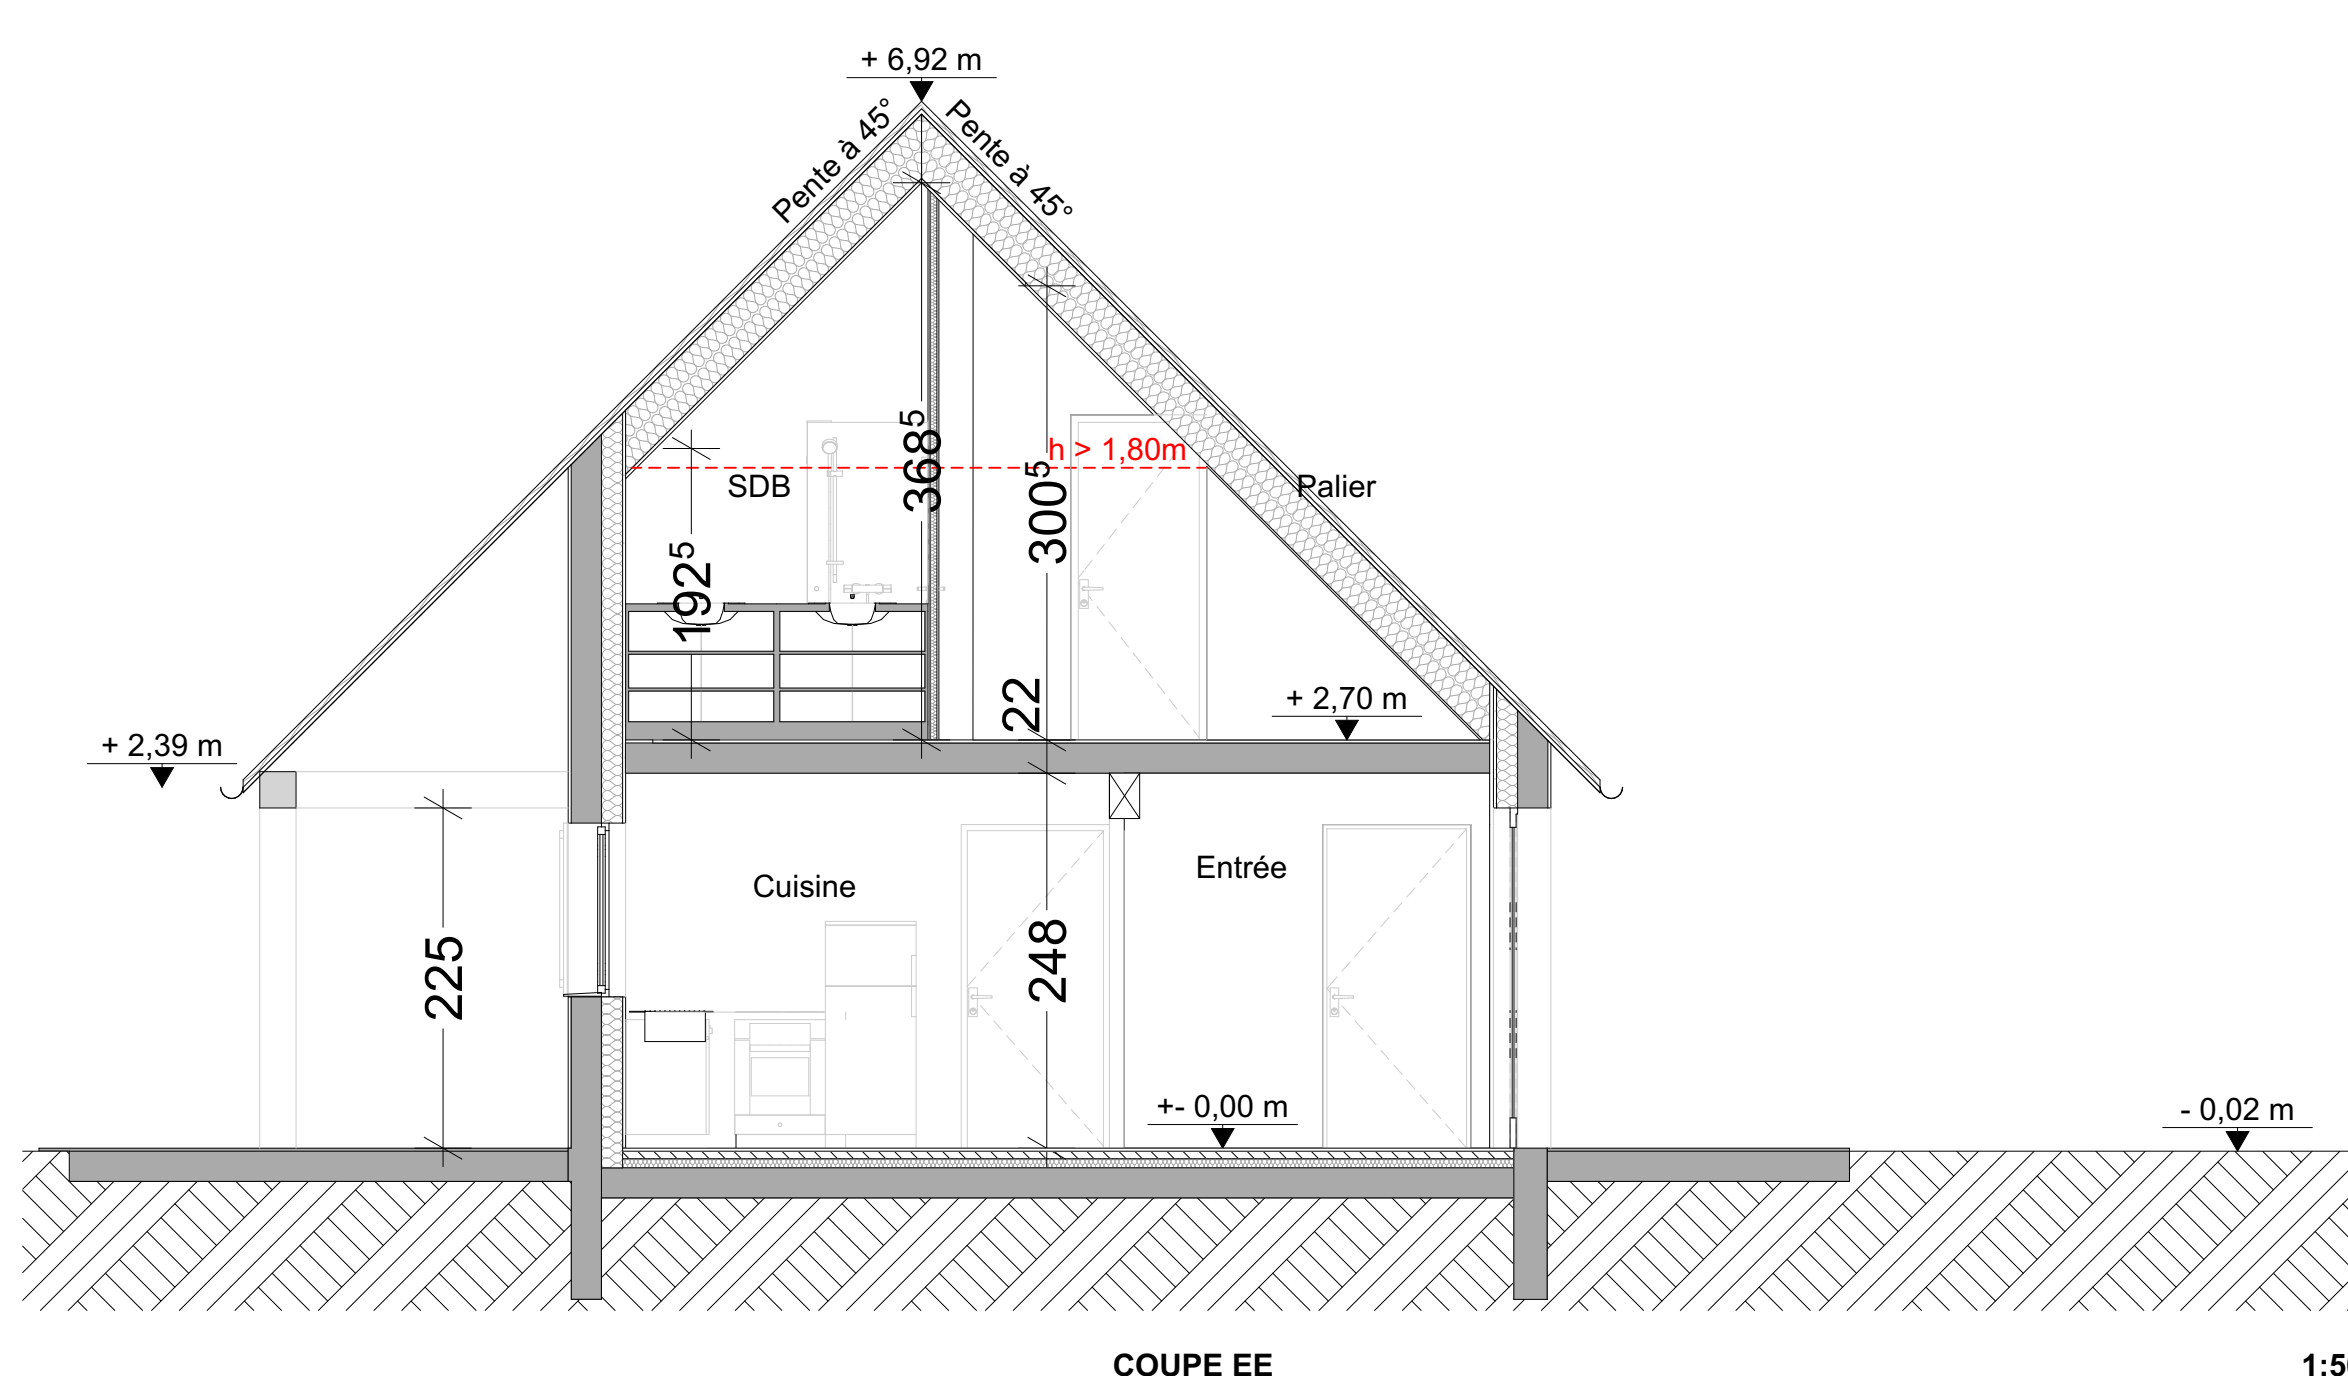 + 6,92 m
Pente à 45°
Pente à 45°
h > 1,80m
SDB
Palier
368⁵
300⁵
192⁵
22
+ 2,70 m
+ 2,39 m
Cuisine
Entrée
225
248
+- 0,00 m
- 0,02 m
COUPE EE